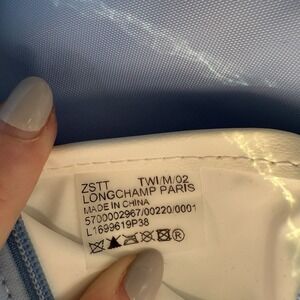 ZSTT TWI/M/02
LONGCHAMP PARIS
MADE IN CHINA
5700002967/00220/0001
L1699619P38
®